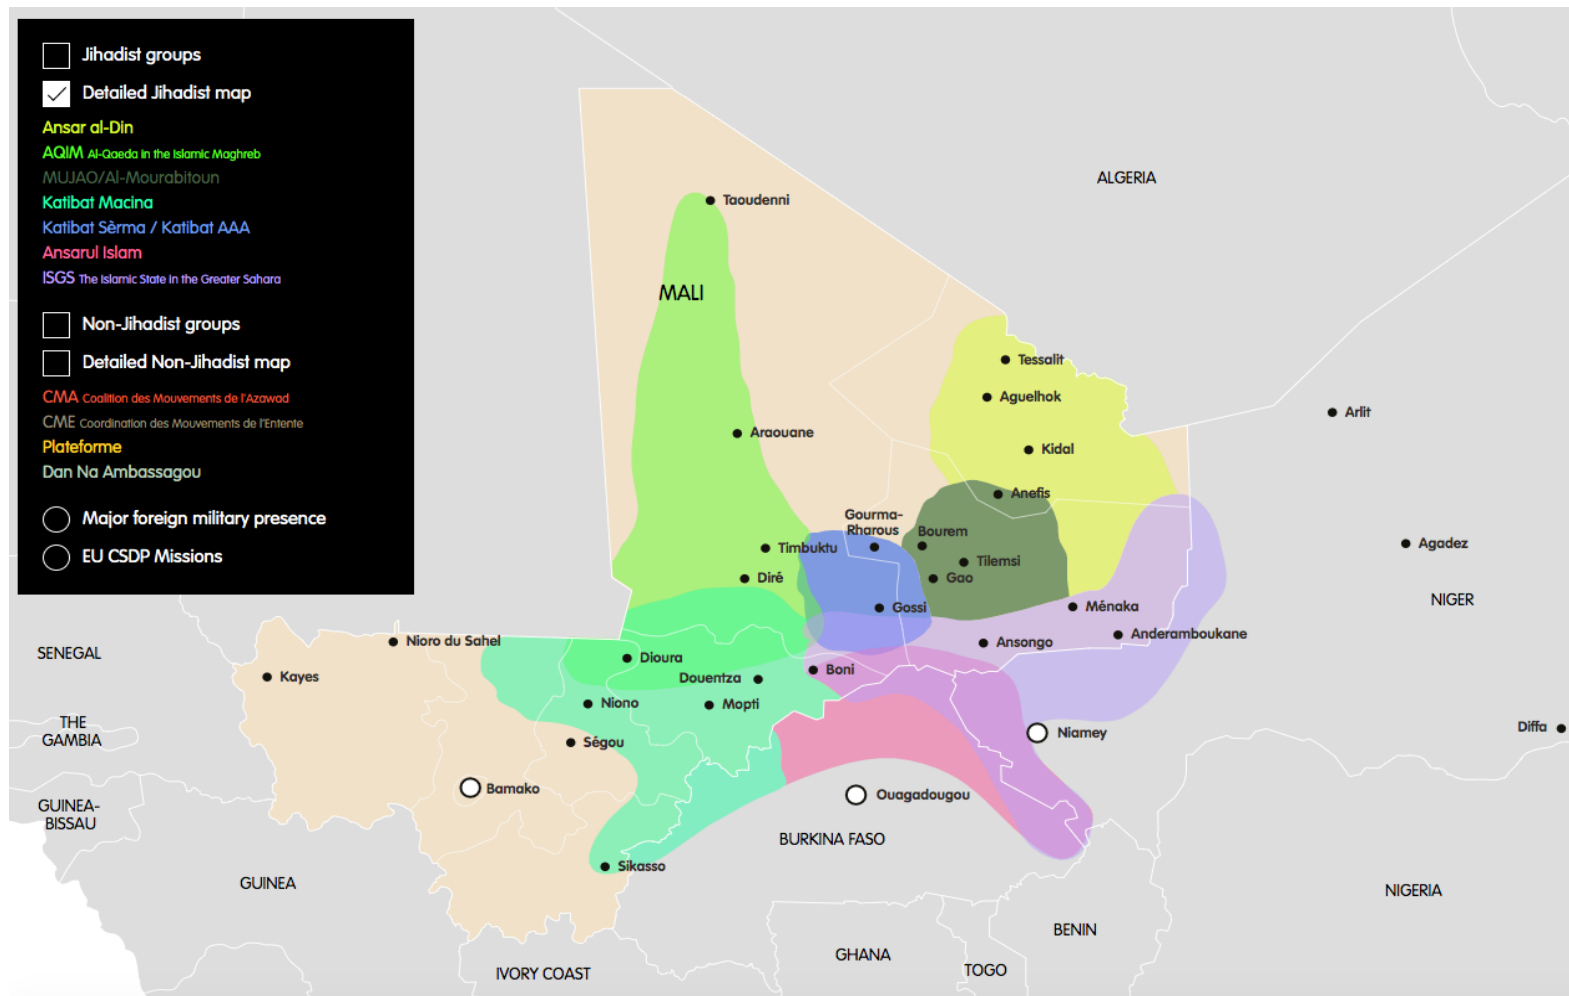 Jihadist groups
Detailed Jihadist map
Ansar al-Din
AQIM Al-Qaeda in the Islamic Maghreb
MUJAO/Al-Mourabitoun
Katibat Macina
Katibat Sèrma / Katibat AAA
Ansarul Islam
ISGS The Islamic State in the Greater Sahara
Non-Jihadist groups
Detailed Non-Jihadist map
CMA Coalition des Mouvements de l'Azawad
CME Coordination des Mouvements de l'Entente
Plateforme
Dan Na Ambassagou
Major foreign military presence
EU CSDP Missions
ALGERIA
Taoudenni
MALI
Tessalit
Aguelhok
Arlit
Araouane
Kidal
Anefis
Gourma-
Rharous
Bourem
Timbuktu
Tilemsi
Agadez
Diré
Gao
NIGER
Gossi
Ménaka
Anderamboukane
Nioro du Sahel
Ansongo
SENEGAL
Dioura
Boni
Kayes
Douentza
Niono
Mopti
THE
GAMBIA
Diffa
Niamey
Ségou
Bamako
Ouagadougou
GUINEA-
BISSAU
BURKINA FASO
Sikasso
GUINEA
NIGERIA
BENIN
GHANA
TOGO
IVORY COAST